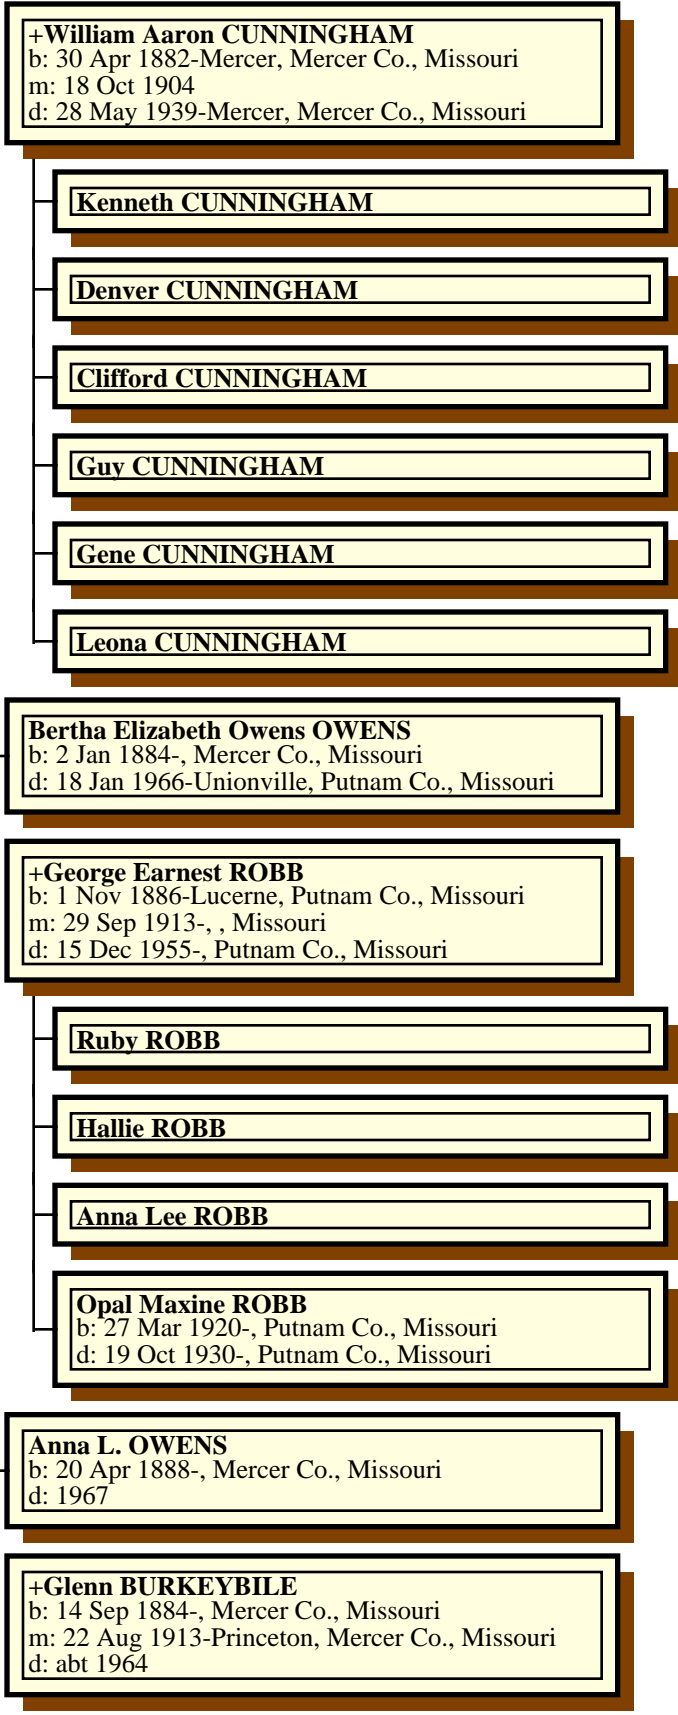 +William Aaron CUNNINGHAM
b: 30 Apr 1882-Mercer, Mercer Co., Missouri
m: 18 Oct 1904
d: 28 May 1939-Mercer, Mercer Co., Missouri
Kenneth CUNNINGHAM
Denver CUNNINGHAM
Clifford CUNNINGHAM
Guy CUNNINGHAM
Gene CUNNINGHAM
Leona CUNNINGHAM
Bertha Elizabeth Owens OWENS
b: 2 Jan 1884-, Mercer Co., Missouri
d: 18 Jan 1966-Unionville, Putnam Co., Missouri
+George Earnest ROBB
b: 1 Nov 1886-Lucerne, Putnam Co., Missouri
m: 29 Sep 1913-, , Missouri
d: 15 Dec 1955-, Putnam Co., Missouri
Ruby ROBB
Hallie ROBB
Anna Lee ROBB
Opal Maxine ROBB
b: 27 Mar 1920-, Putnam Co., Missouri
d: 19 Oct 1930-, Putnam Co., Missouri
Anna L. OWENS
b: 20 Apr 1888-, Mercer Co., Missouri
d: 1967
+Glenn BURKEYBILE
b: 14 Sep 1884-, Mercer Co., Missouri
m: 22 Aug 1913-Princeton, Mercer Co., Missouri
d: abt 1964